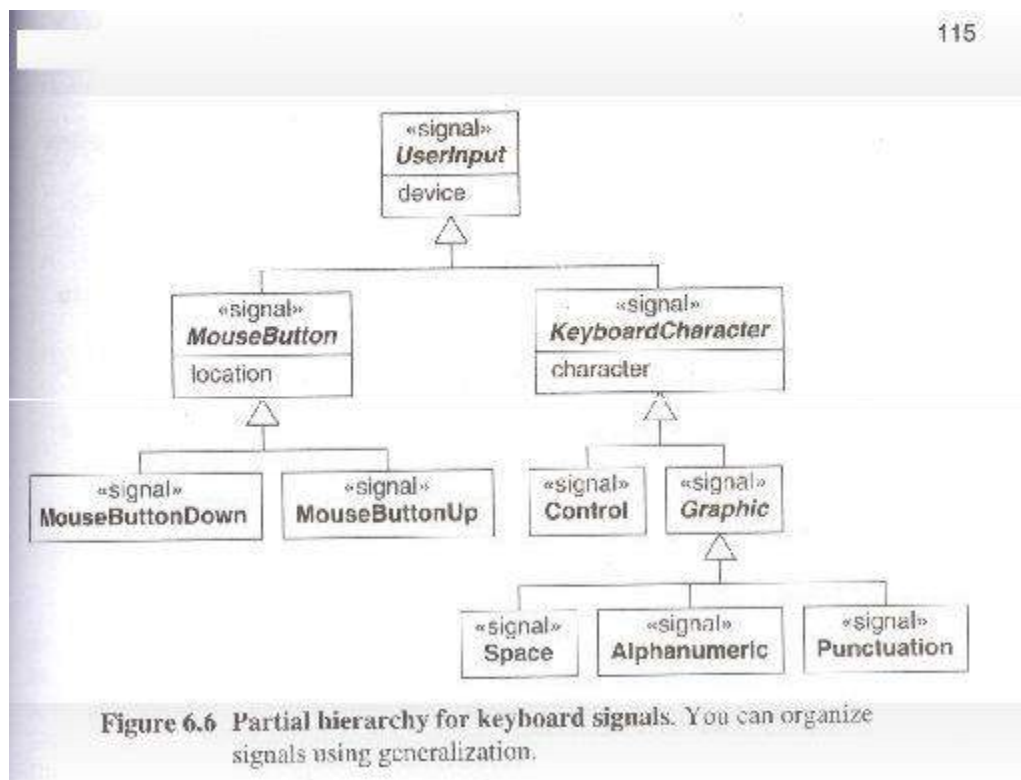 115
«signal»
UserInput
device
«signal»
MouseButton
location
«signal»
KeyboardCharacter
character
«signal»
MouseButtonDown
«signal»
MouseButtonUp
«signal»
Control
«signal»
Graphic
«signal»
Space
«signal»
Alphanumeric
«signal»
Punctuation
Figure 6.6 Partial hierarchy for keyboard signals. You can organize
signals using generalization.